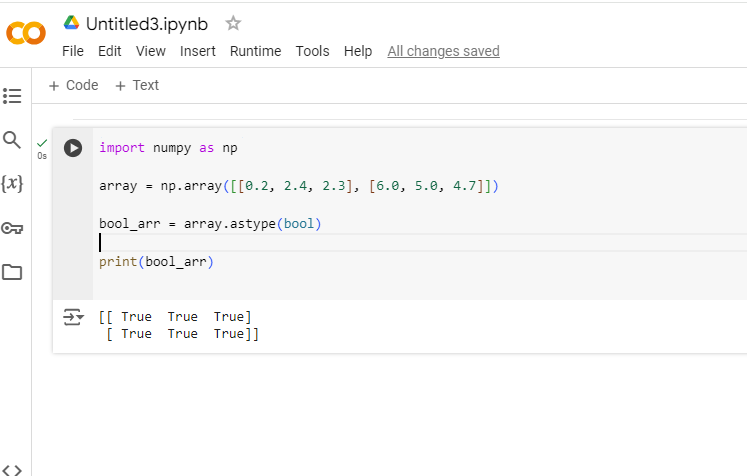 Untitled3.ipynb
File Edit View Insert Runtime Tools Help All changes saved
+ Code + Text
0s
import numpy as np
array = np.array([[0.2, 2.4, 2.3], [6.0, 5.0, 4.7]])
bool_arr = array.astype(bool)
print(bool_arr)
[[ True  True  True]
 [ True  True  True]]